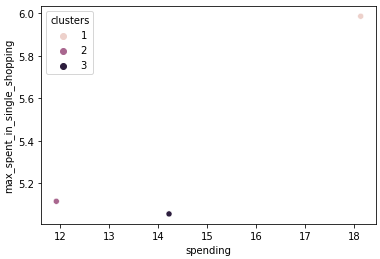 clusters
1
2
3
6.0
5.8
5.6
5.4
5.2
max_spent_in_single_shopping
12 13 14 15 16 17 18
spending